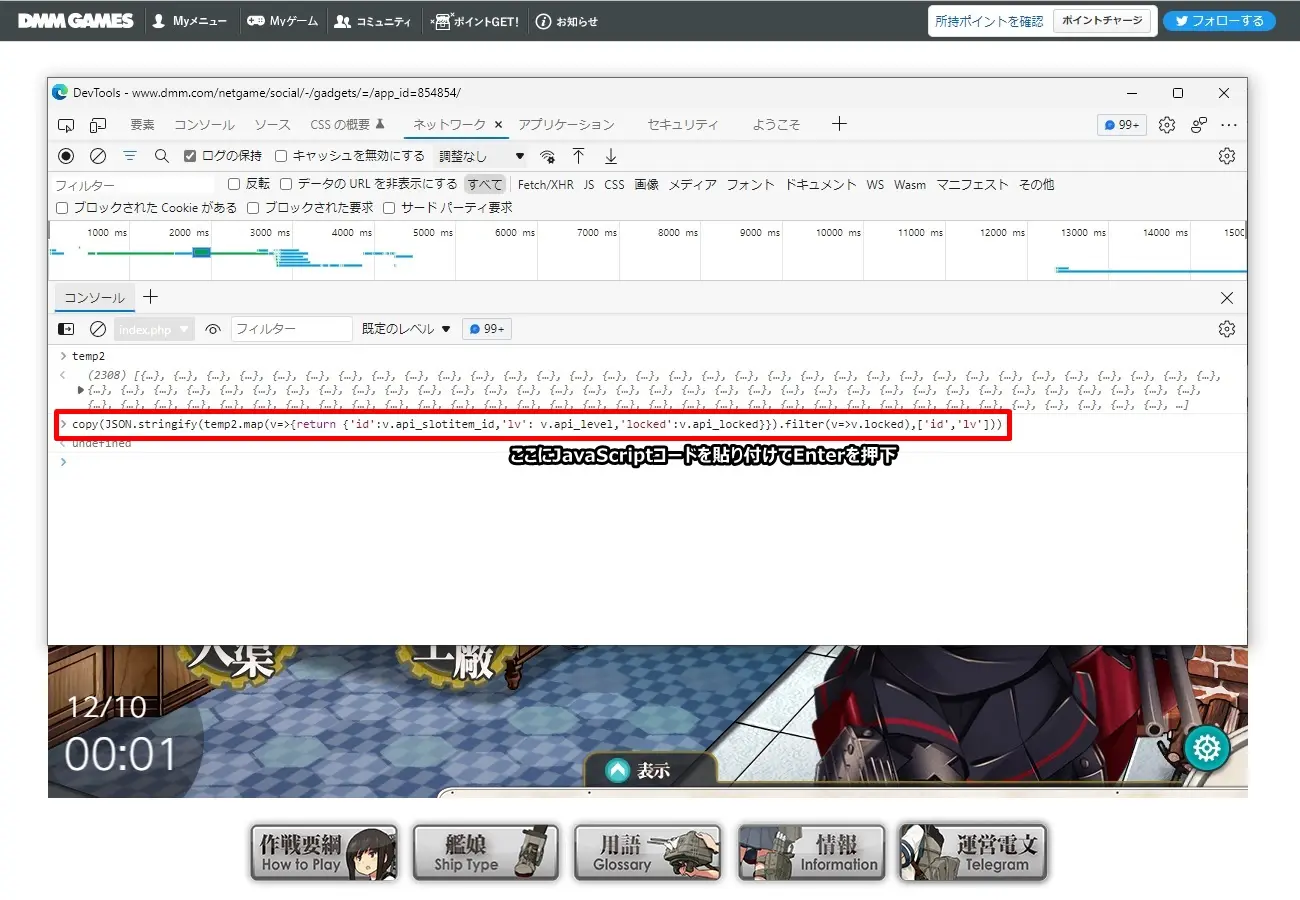 DMM GAMES Myメニュー Myゲーム コミュニティ ポイントGET! お知らせ 所持ポイントを確認 ポイントチャージ フォローする
DevTools - www.dmm.com/netgame/social/-/gadgets/=/app_id=854854/
要素 コンソール ソース CSS の概要 ネットワーク アプリケーション セキュリティ ようこそ 99+
ログの保持 キャッシュを無効にする 調整なし
フィルター 反転 データの URL を非表示にする すべて Fetch/XHR JS CSS 画像 メディア フォント ドキュメント WS Wasm マニフェスト その他
ブロックされた Cookie がある ブロックされた要求 サード パーティ要求
1000 ms 2000 ms 3000 ms 4000 ms 5000 ms 6000 ms 7000 ms 8000 ms 9000 ms 10000 ms 11000 ms 12000 ms 13000 ms 14000 ms 1500
コンソール
index.php フィルター 既定のレベル 99+
> temp2
(2308) [{…}, {…}, {…}, {…}, {…}, {…}, {…}, {…}, {…}, {…}, {…}, {…}, {…}, {…}, {…}, {…}, {…}, {…}, {…}, {…}, {…}, {…}, {…}, {…}, {…}, {…}, {…}, {…}, {…}, {…}, {…}, {…}, {…},
{…}, {…}, {…}, {…}, {…}, {…}, {…}, {…}, {…}, {…}, {…}, {…}, {…}, {…}, {…}, {…}, {…}, {…}, {…}, {…}, {…}, {…}, {…}, {…}, {…}, {…}, {…}, {…}, {…}, {…}, {…}, {…}, {…}, {…},
{…}, {…}, {…}, {…}, {…}, {…}, {…}, {…}, {…}, {…}, {…}, {…}, {…}, {…}, {…}, {…}, {…}, {…}, {…}, {…}, {…}, {…}, {…}, {…}, {…}, {…}, {…}, {…}, {…}, {…}, {…}, {…}, {…}, …]
> copy(JSON.stringify(temp2.map(v=>{return {'id':v.api_slotitem_id,'lv': v.api_level,'locked':v.api_locked}}).filter(v=>v.locked),['id','lv']))
undefined
ここにJavaScriptコードを貼り付けてEnterを押下
入渠 工廠
12/10
00:01
表示
作戦要綱 艦娘 用語 情報 運営電文
How to Play Ship Type Glossary Information Telegram